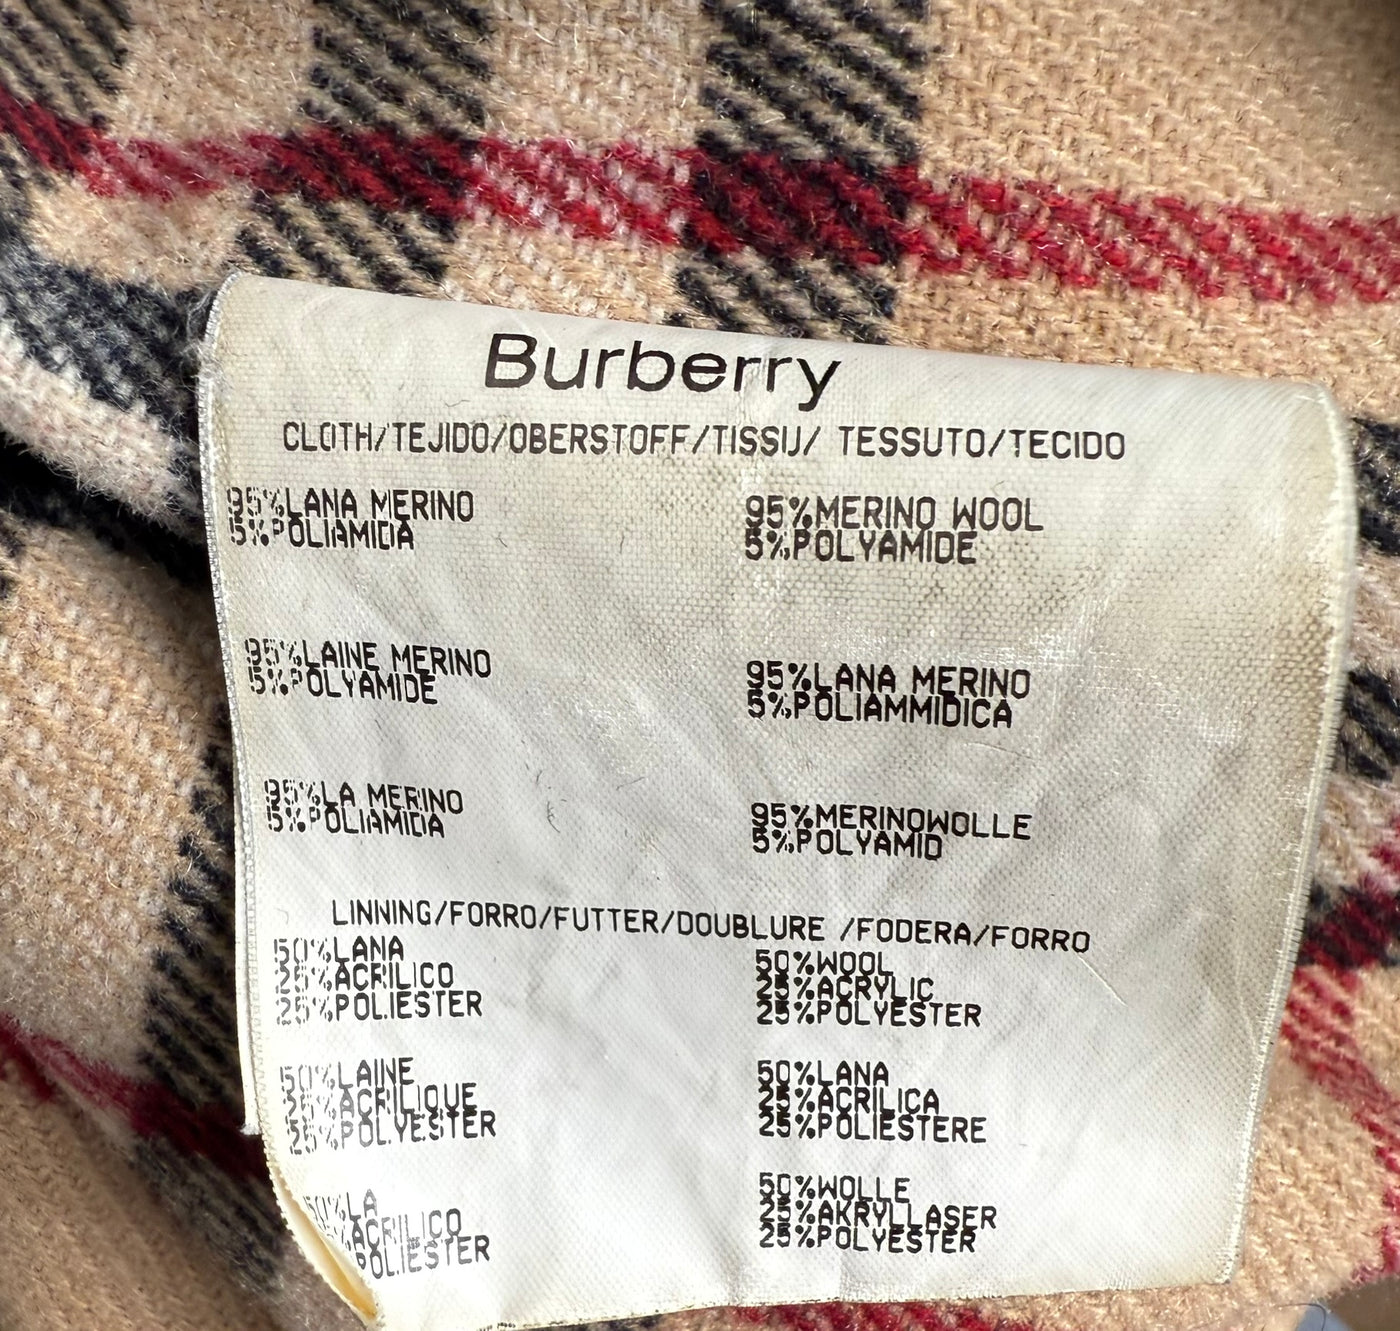 Burberry
CLOTH/TEJIDO/OBERSTOFF/TISSU/ TESSUTO/TECIDO
95%LANA MERINO
5%POLIAMIDA
95%MERINO WOOL
5%POLYAMIDE
95%LAINE MERINO
5%POLYAMIDE
95%LANA MERINO
5%POLIAMMIDICA
95%LA MERINO
5%POLIAMIDA
95%MERINOWOLLE
5%POLYAMID
LINNING/FORRO/FUTTER/DOUBLURE /FODERA/FORRO
50%LANA
25%ACRILICO
25%POLIESTER
50%WOOL
25%ACRYLIC
25%POLYESTER
50%LAINE
25%ACRILIQUE
25%POLYESTER
50%LANA
25%ACRILICA
25%POLIESTERE
50%LA
%ACRILICO
POLIESTER
50%WOLLE
25%AKRYLLASER
25%POLYESTER